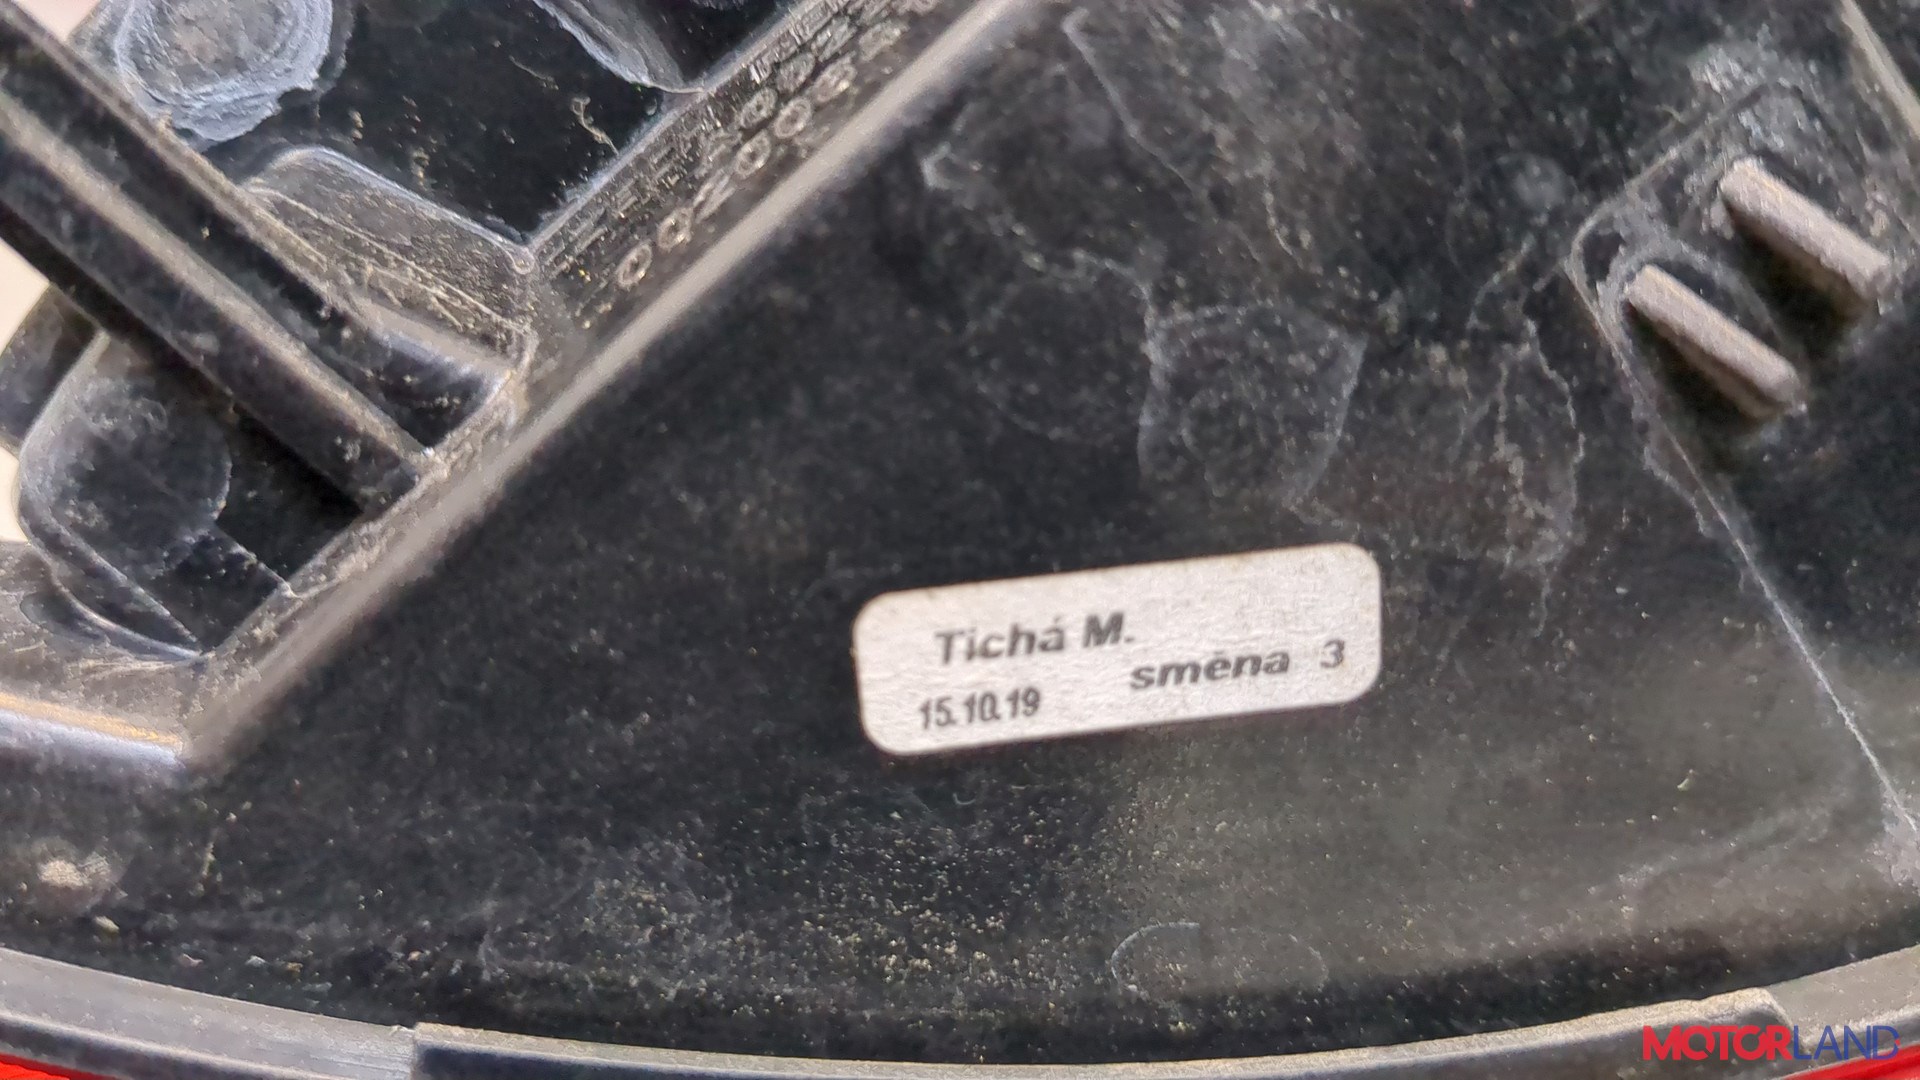 Tichá M.
směna 3
15.10.19
MOTORLAND